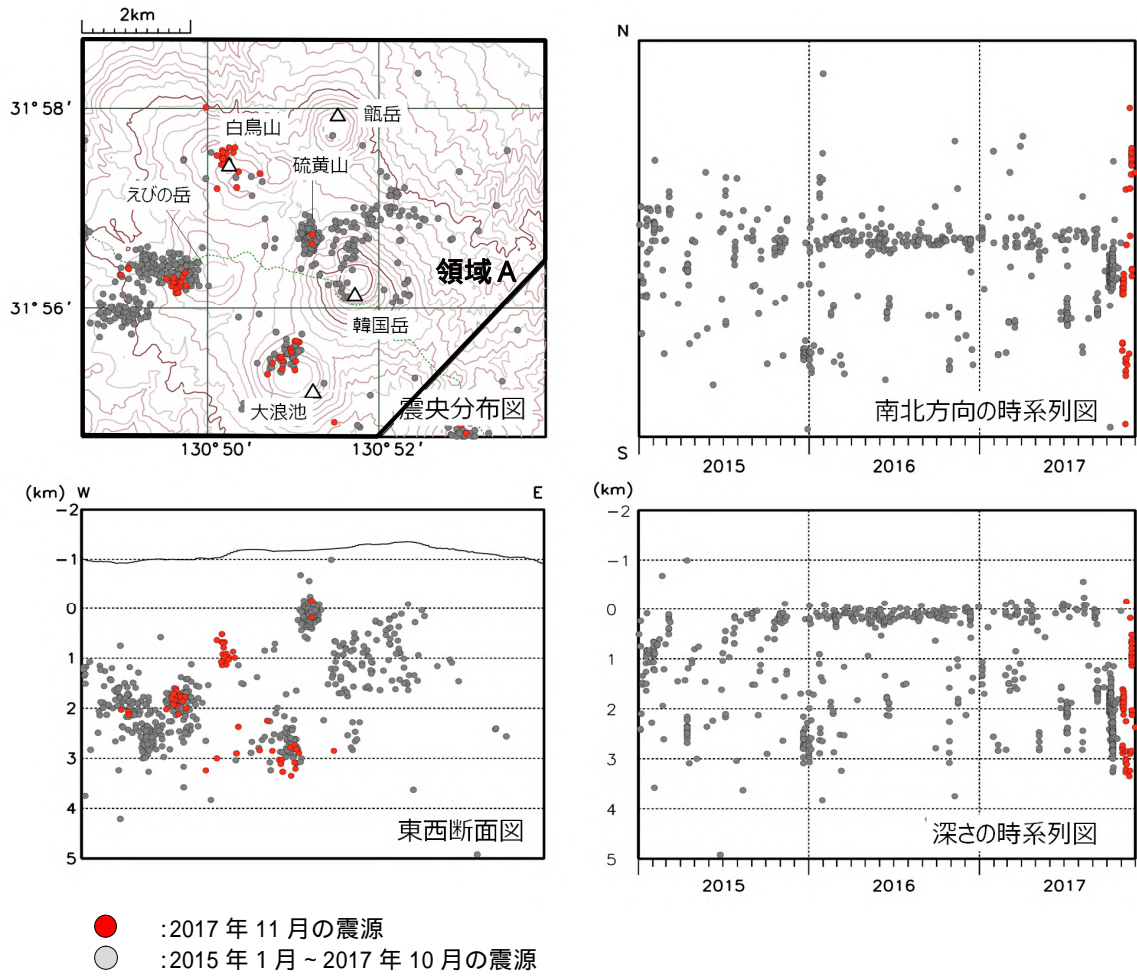 2km
31°58′
甑岳
白鳥山
硫黄山
えびの岳
領域A
31°56′
韓国岳
大浪池
震央分布図
130°50′
130°52′
N
南北方向の時系列図
S
2015
2016
2017
(km) W
E
-2
-1
0
1
2
3
4
5
東西断面図
(km)
-2
-1
0
1
2
3
4
5
深さの時系列図
2015
2016
2017
:2017 年 11 月の震源
:2015 年 1 月 ~ 2017 年 10 月の震源